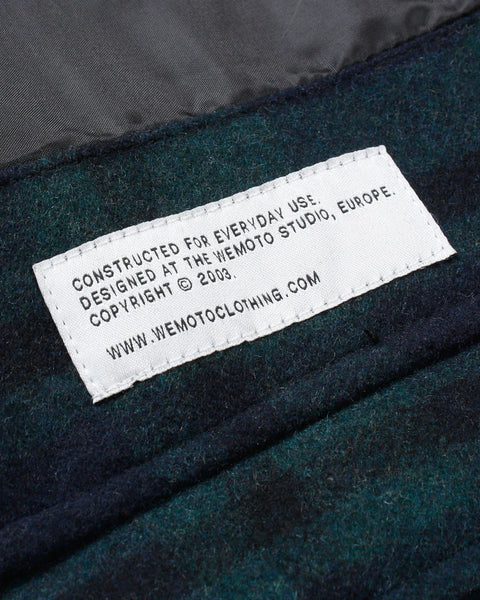 CONSTRUCTED FOR EVERYDAY USE.
DESIGNED AT THE WEMOTO STUDIO, EUROPE.
COPYRIGHT © 2003.
WWW.WEMOTOCLOTHING.COM